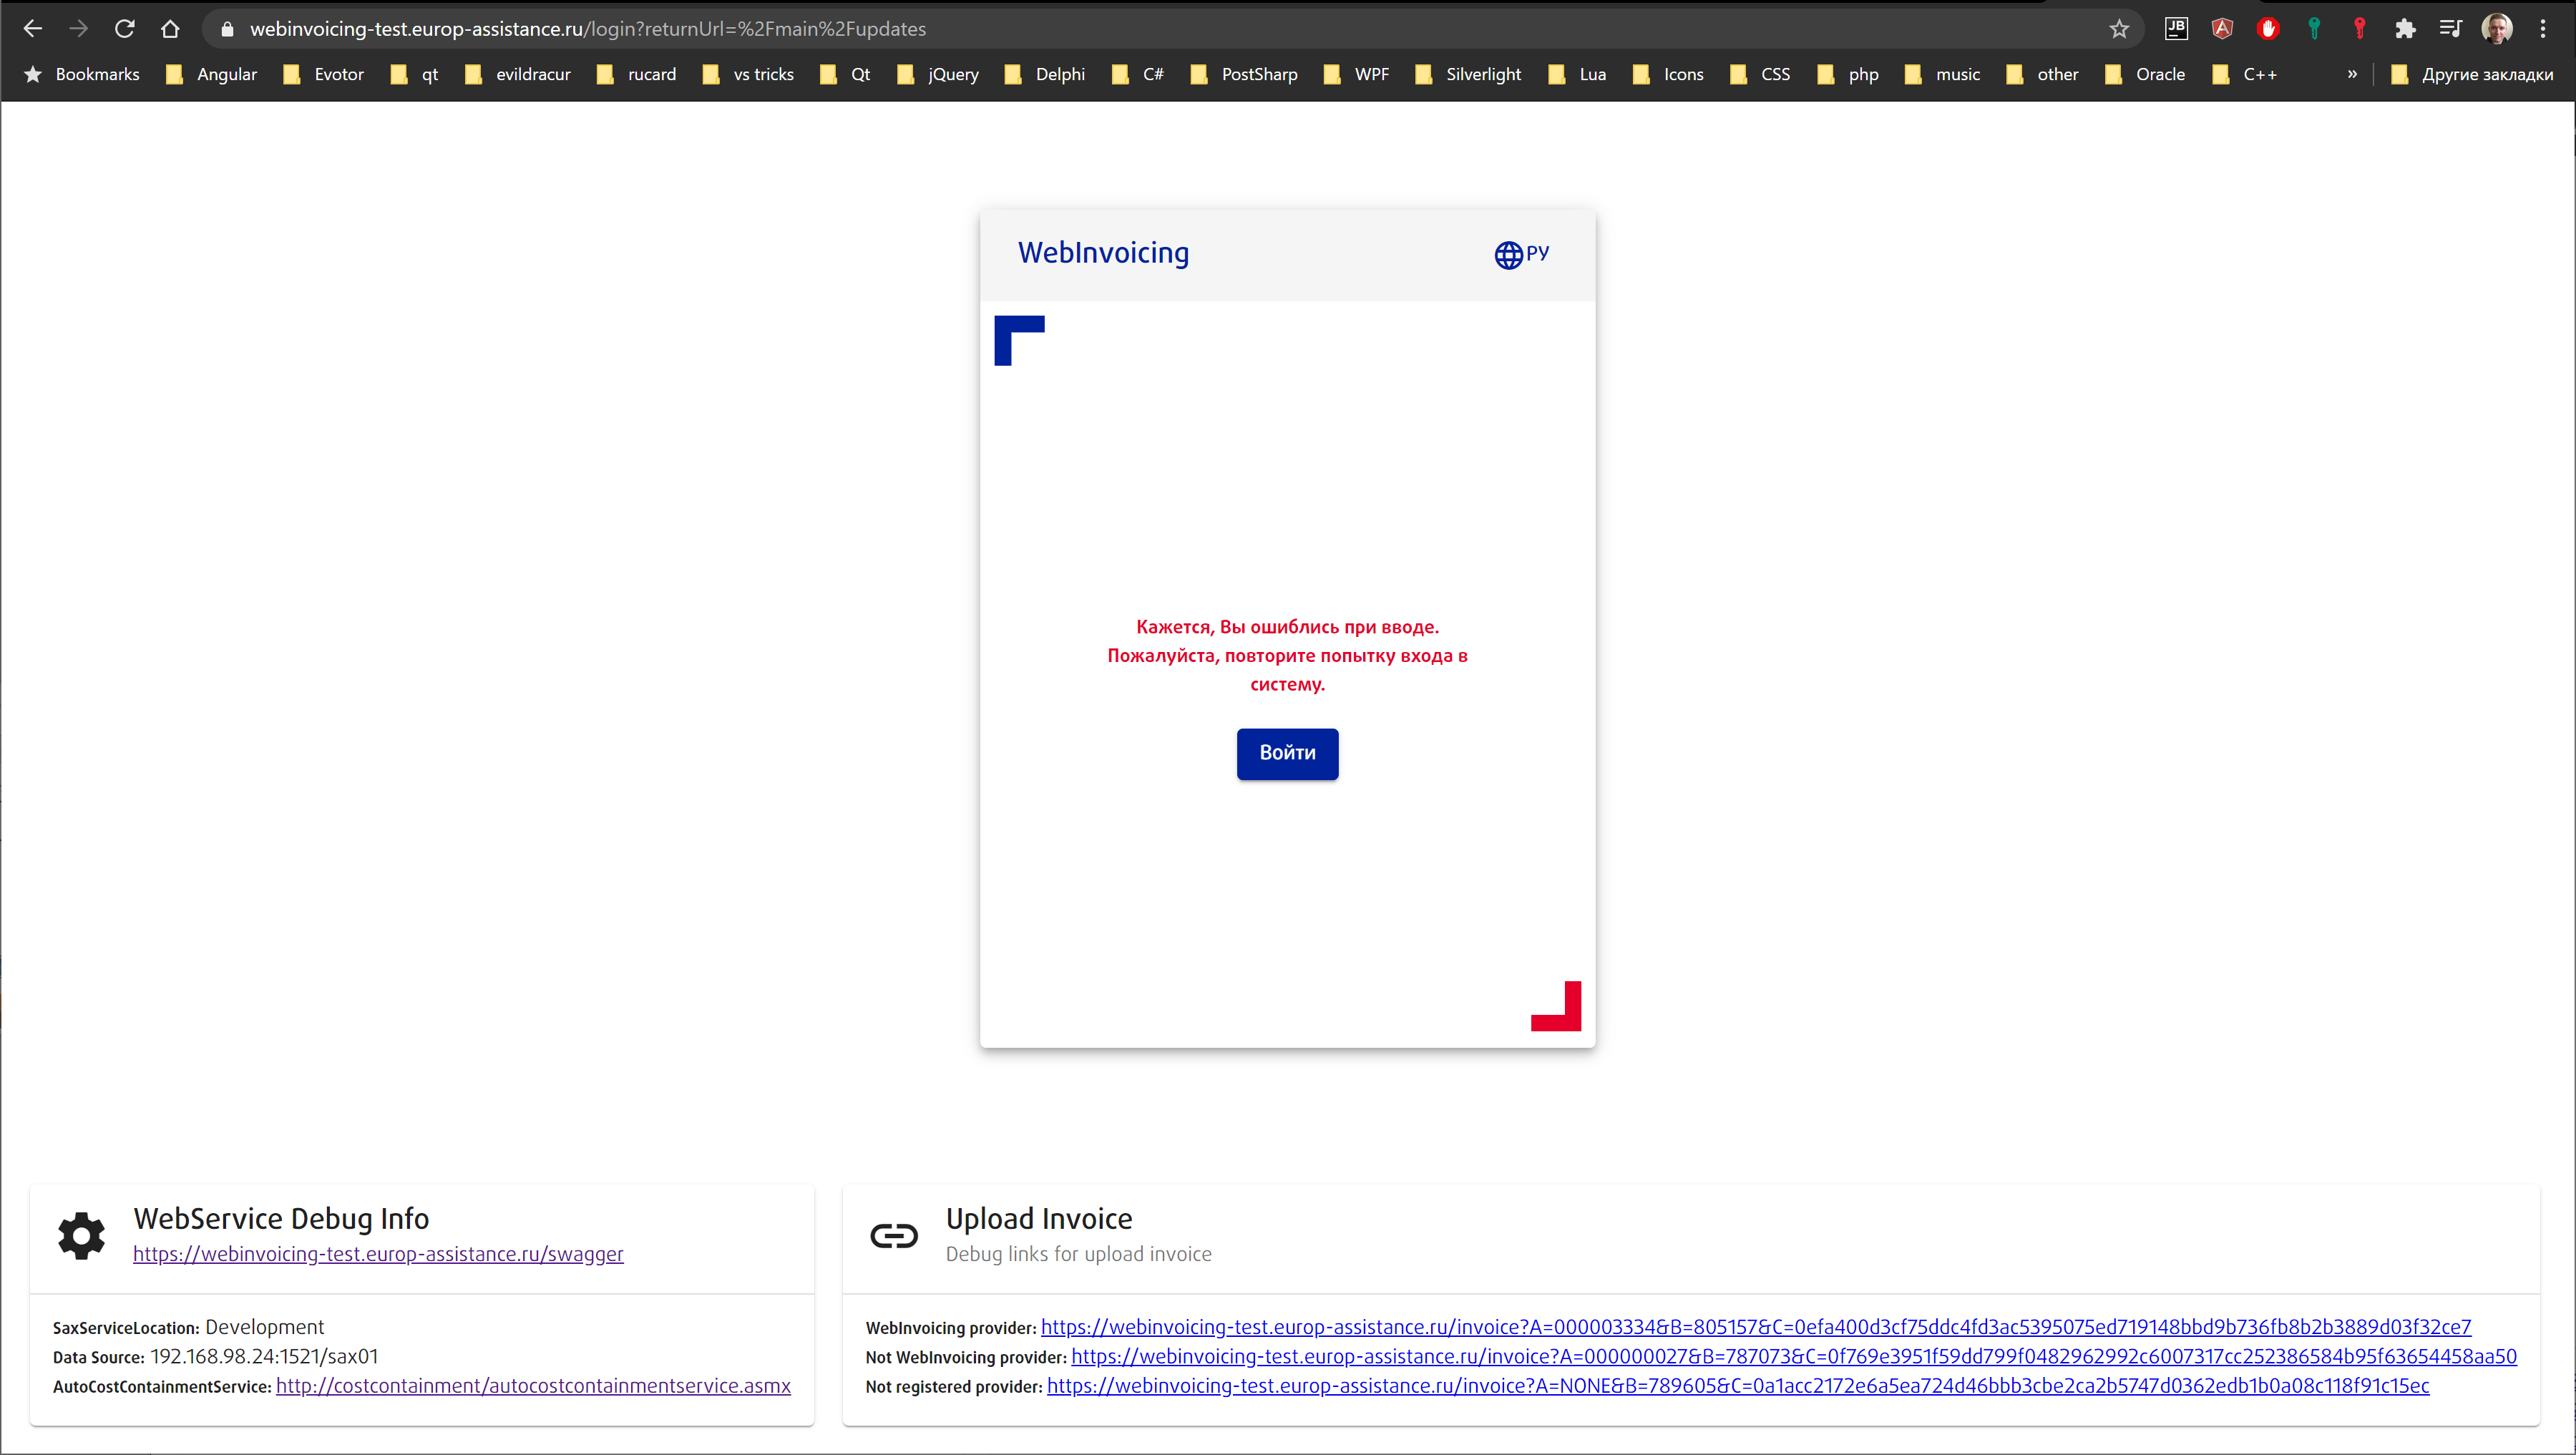 webinvoicing-test.europ-assistance.ru/login?returnUrl=%2Fmain%2Fupdates
JB
Bookmarks Angular Evotor qt evildracur rucard vs tricks Qt jQuery Delphi C# PostSharp WPF Silverlight Lua Icons CSS php music other Oracle C++ » Другие закладки
WebInvoicing
РУ
Кажется, Вы ошиблись при вводе.
Пожалуйста, повторите попытку входа в
систему.
Войти
WebService Debug Info
https://webinvoicing-test.europ-assistance.ru/swagger
SaxServiceLocation: Development
Data Source: 192.168.98.24:1521/sax01
AutoCostContainmentService: http://costcontainment/autocostcontainmentservice.asmx
Upload Invoice
Debug links for upload invoice
WebInvoicing provider: https://webinvoicing-test.europ-assistance.ru/invoice?A=000003334&B=805157&C=0efa400d3cf75ddc4fd3ac5395075ed719148bbd9b736fb8b2b3889d03f32ce7
Not WebInvoicing provider: https://webinvoicing-test.europ-assistance.ru/invoice?A=000000027&B=787073&C=0f769e3951f59dd799f0482962992c6007317cc252386584b95f63654458aa50
Not registered provider: https://webinvoicing-test.europ-assistance.ru/invoice?A=NONE&B=789605&C=0a1acc2172e6a5ea724d46bbb3cbe2ca2b5747d0362edb1b0a08c118f91c15ec